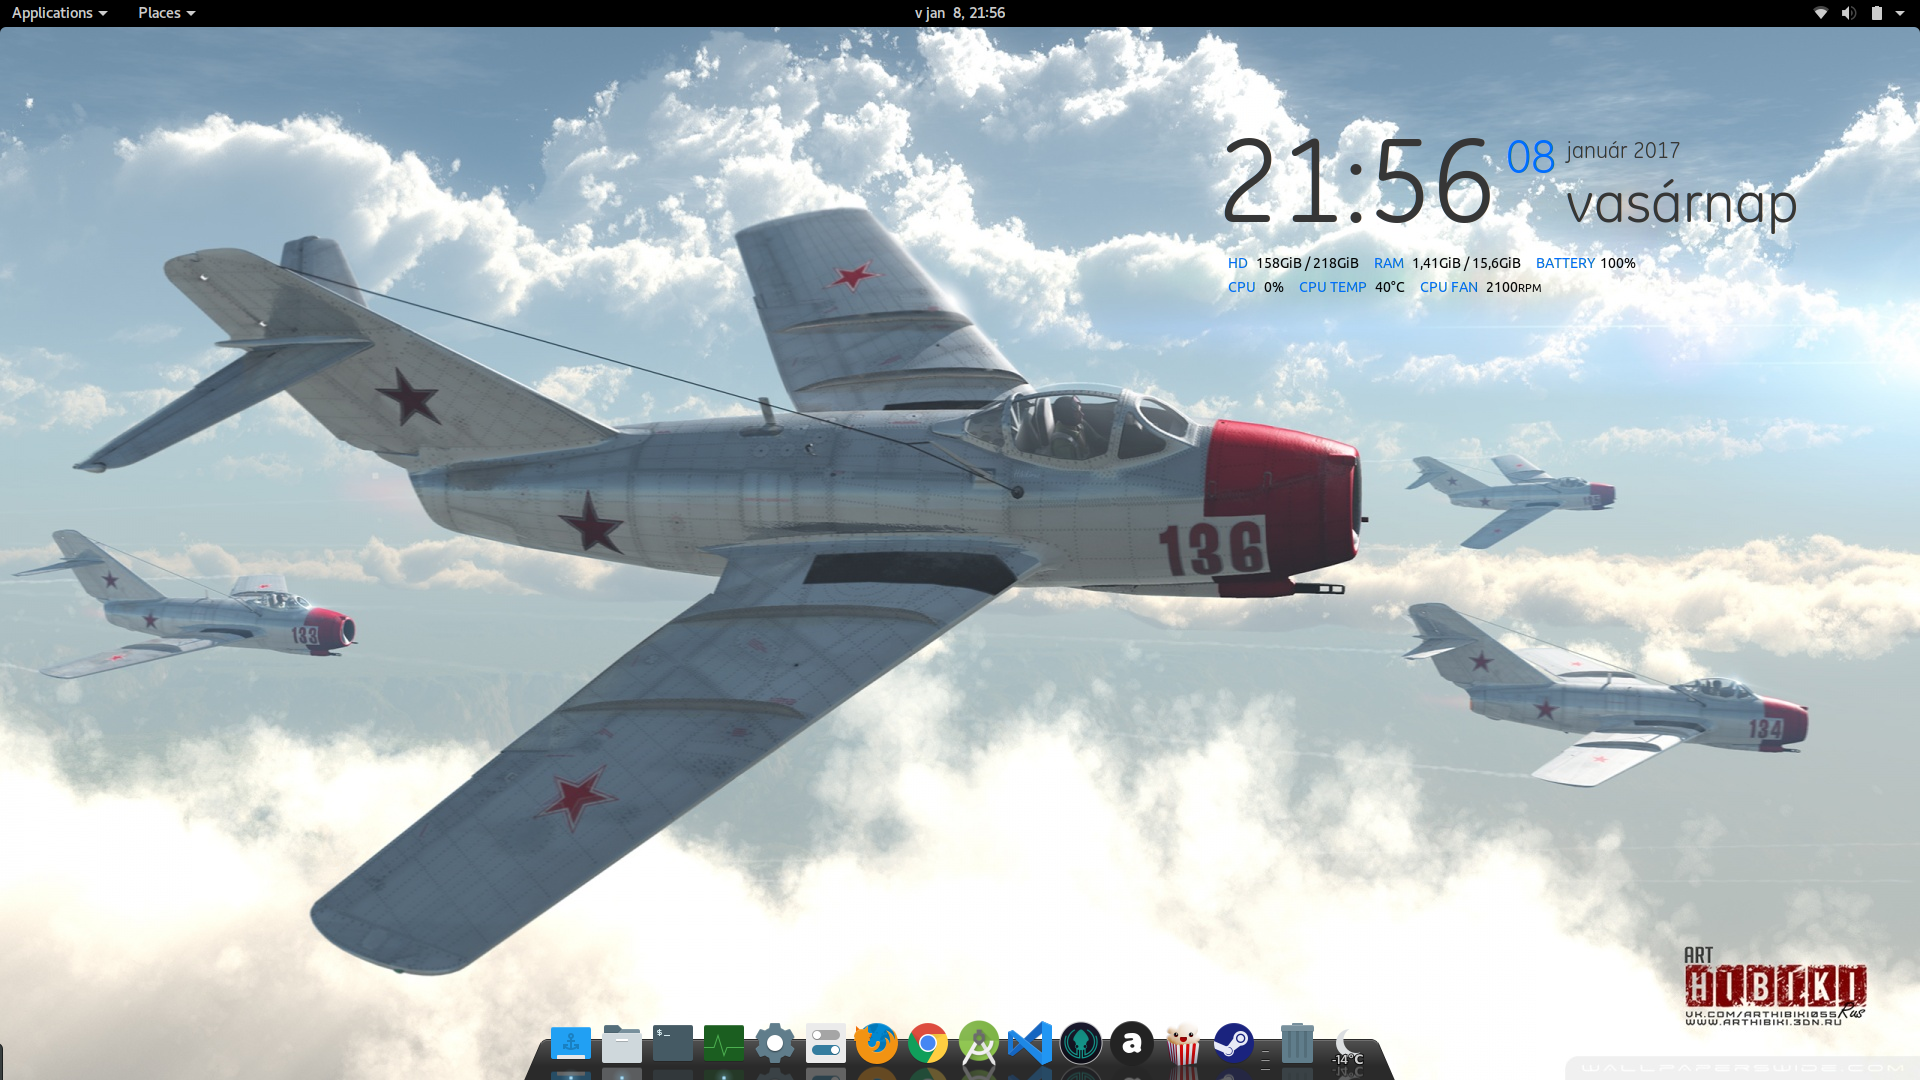 Applications Places v jan 8, 21:56
21:56 08 január 2017
vasárnap
HD 158GiB / 218GiB RAM 1,41GiB / 15,6GiB BATTERY 100%
CPU 0% CPU TEMP 40°C CPU FAN 2100RPM
136
135
133
134
ART
HIBIKI
Rus
VK.COM/ARTHIBIKI055
WWW.ARTHIBIKI.3DN.RU
$_
a
-14°C
WALLPAPERSWIDE.COM